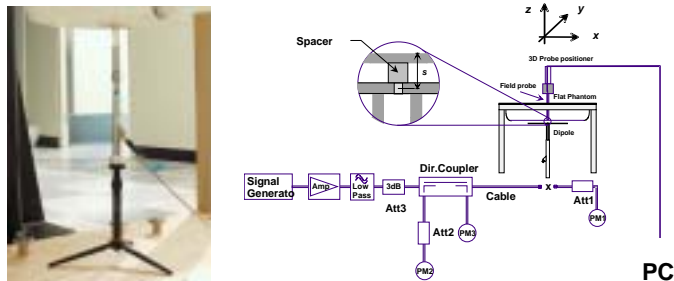 z
y
x
Spacer
s
3D Probe positioner
Field probe
Flat Phantom
Dipole
Signal
Generato
Amp
Low
Pass
3dB
Att3
Dir.Coupler
Cable
x
Att1
PM1
Att2
PM3
PM2
PC